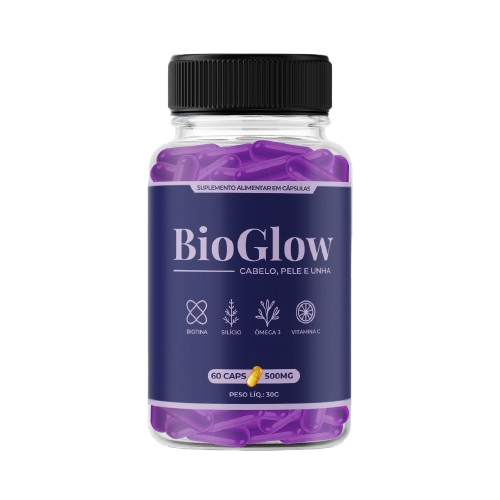 SUPLEMENTO ALIMENTAR EM CÁPSULAS
BioGlow
CABELO, PELE E UNHA
BIOTINA SILÍCIO ÔMEGA 3 VITAMINA C
60 CAPS 500MG
PESO LÍQ.: 30G